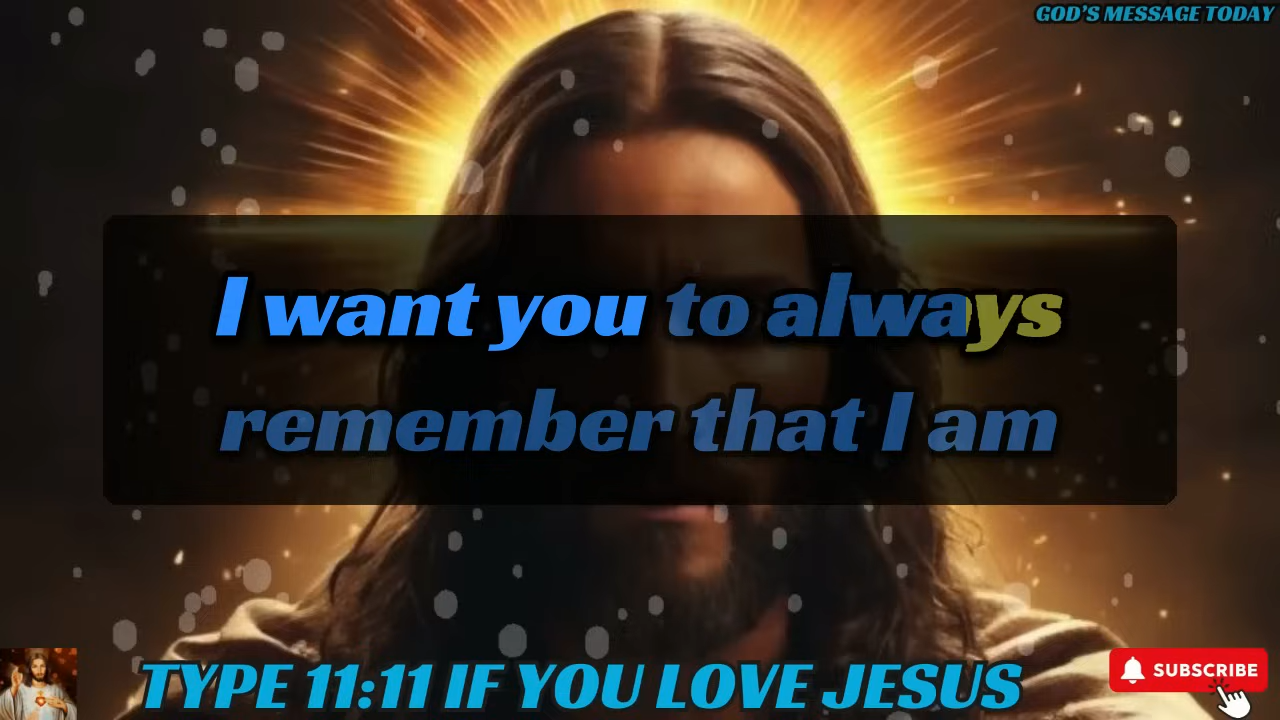 GOD'S MESSAGE TODAY
I want you to always
remember that I am
TYPE 11:11 IF YOU LOVE JESUS
SUBSCRIBE